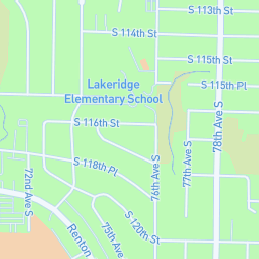 S 113th St
S 114th St
S 115th St
Lakeridge
Elementary School
S 115th Pl
S 116th St
78th Ave S
S 118th Pl
72nd Ave S
76th Ave S
77th Ave S
Renton
75th Ave
S 120th St